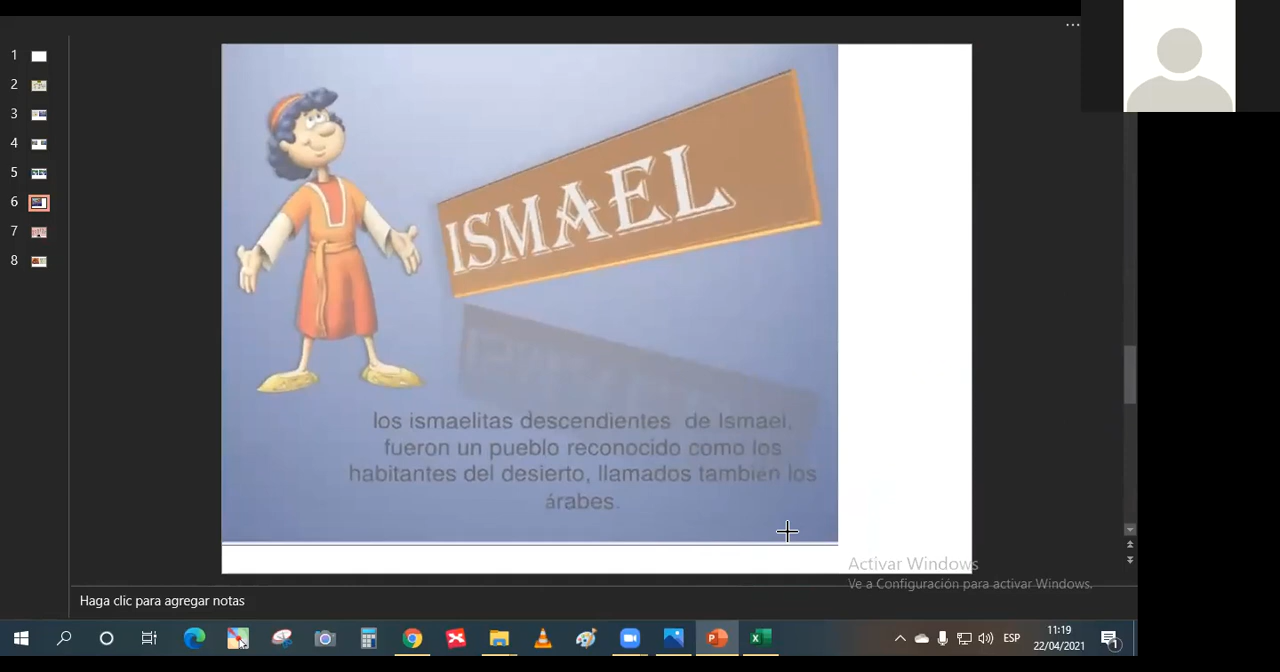 1
2
3
4
5
6
7
8
ISMAEL
los ismaelitas descendientes de Ismael,
fueron un pueblo reconocido como los
habitantes del desierto, llamados también los
árabes.
Activar Windows
Ve a Configuración para activar Windows.
Haga clic para agregar notas
ESP
11:19
22/04/2021
1